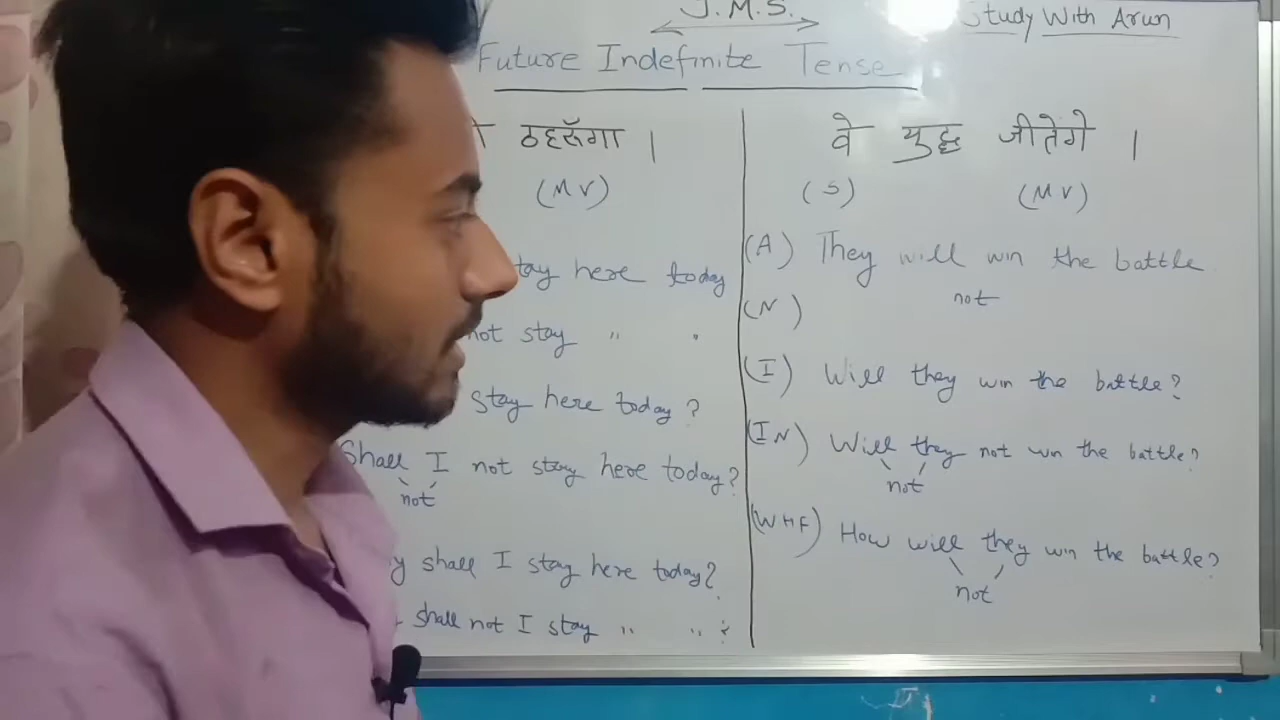 J.M.S.
Study With Arun
Future Indefinite Tense
ठहरूँगा ।
(MV)
stay here today
not stay " "
stay here today?
Shall I not stay here today?
not
shall I stay here today?
shall not I stay " " ?
वे युद्ध जीतेंगे ।
(S) (MV)
(A) They will win the battle
not
(N)
(I) Will they win the battle?
(IN) Will they not win the battle?
not
(WHF) How will they win the battle?
not